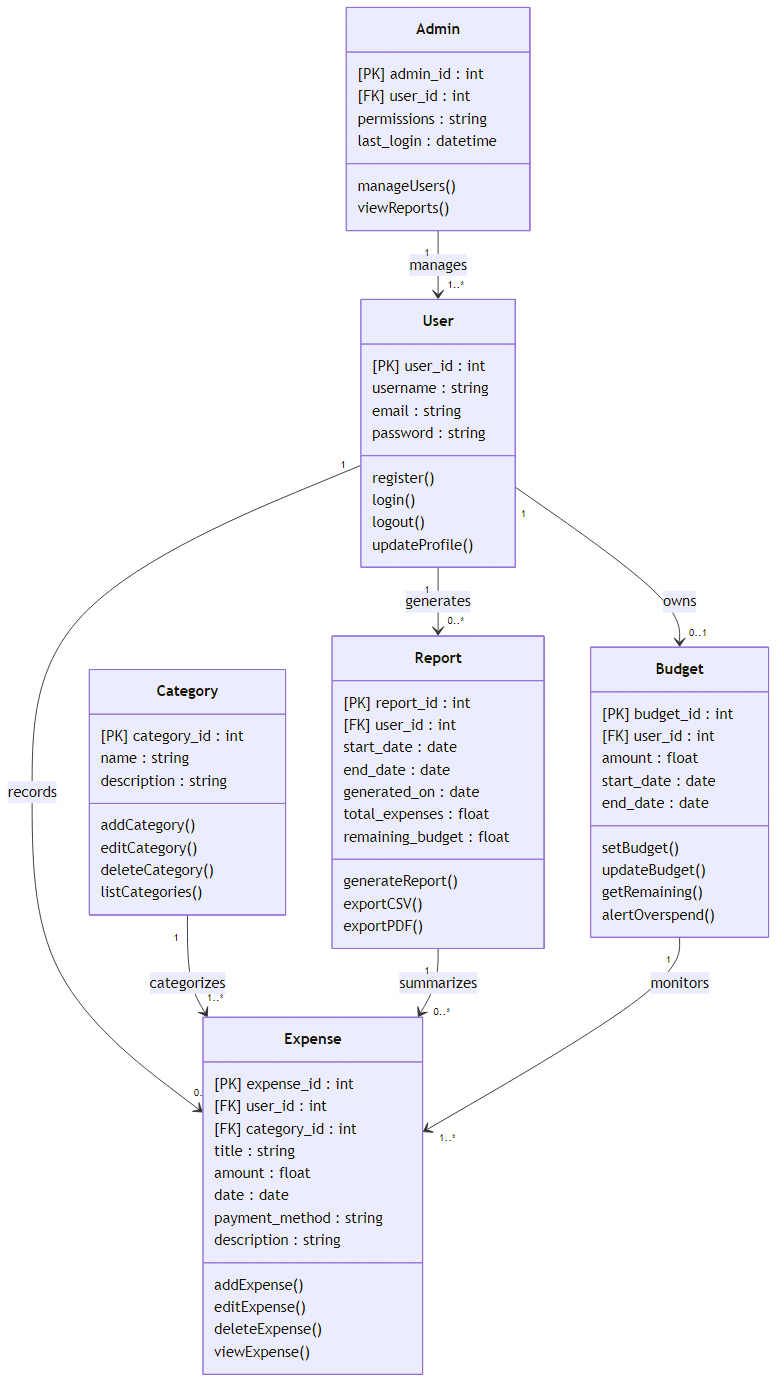 Admin
[PK] admin_id : int
[FK] user_id : int
permissions : string
last_login : datetime
manageUsers()
viewReports()
1
manages
1..*
User
[PK] user_id : int
username : string
email : string
password : string
register()
login()
logout()
updateProfile()
1
1
1
generates
0..*
owns
0..1
records
Category
[PK] category_id : int
name : string
description : string
addCategory()
editCategory()
deleteCategory()
listCategories()
Report
[PK] report_id : int
[FK] user_id : int
start_date : date
end_date : date
generated_on : date
total_expenses : float
remaining_budget : float
generateReport()
exportCSV()
exportPDF()
Budget
[PK] budget_id : int
[FK] user_id : int
amount : float
start_date : date
end_date : date
setBudget()
updateBudget()
getRemaining()
alertOverspend()
1
categorizes
1..*
1
summarizes
0..*
1
monitors
1..*
0.
Expense
[PK] expense_id : int
[FK] user_id : int
[FK] category_id : int
title : string
amount : float
date : date
payment_method : string
description : string
addExpense()
editExpense()
deleteExpense()
viewExpense()